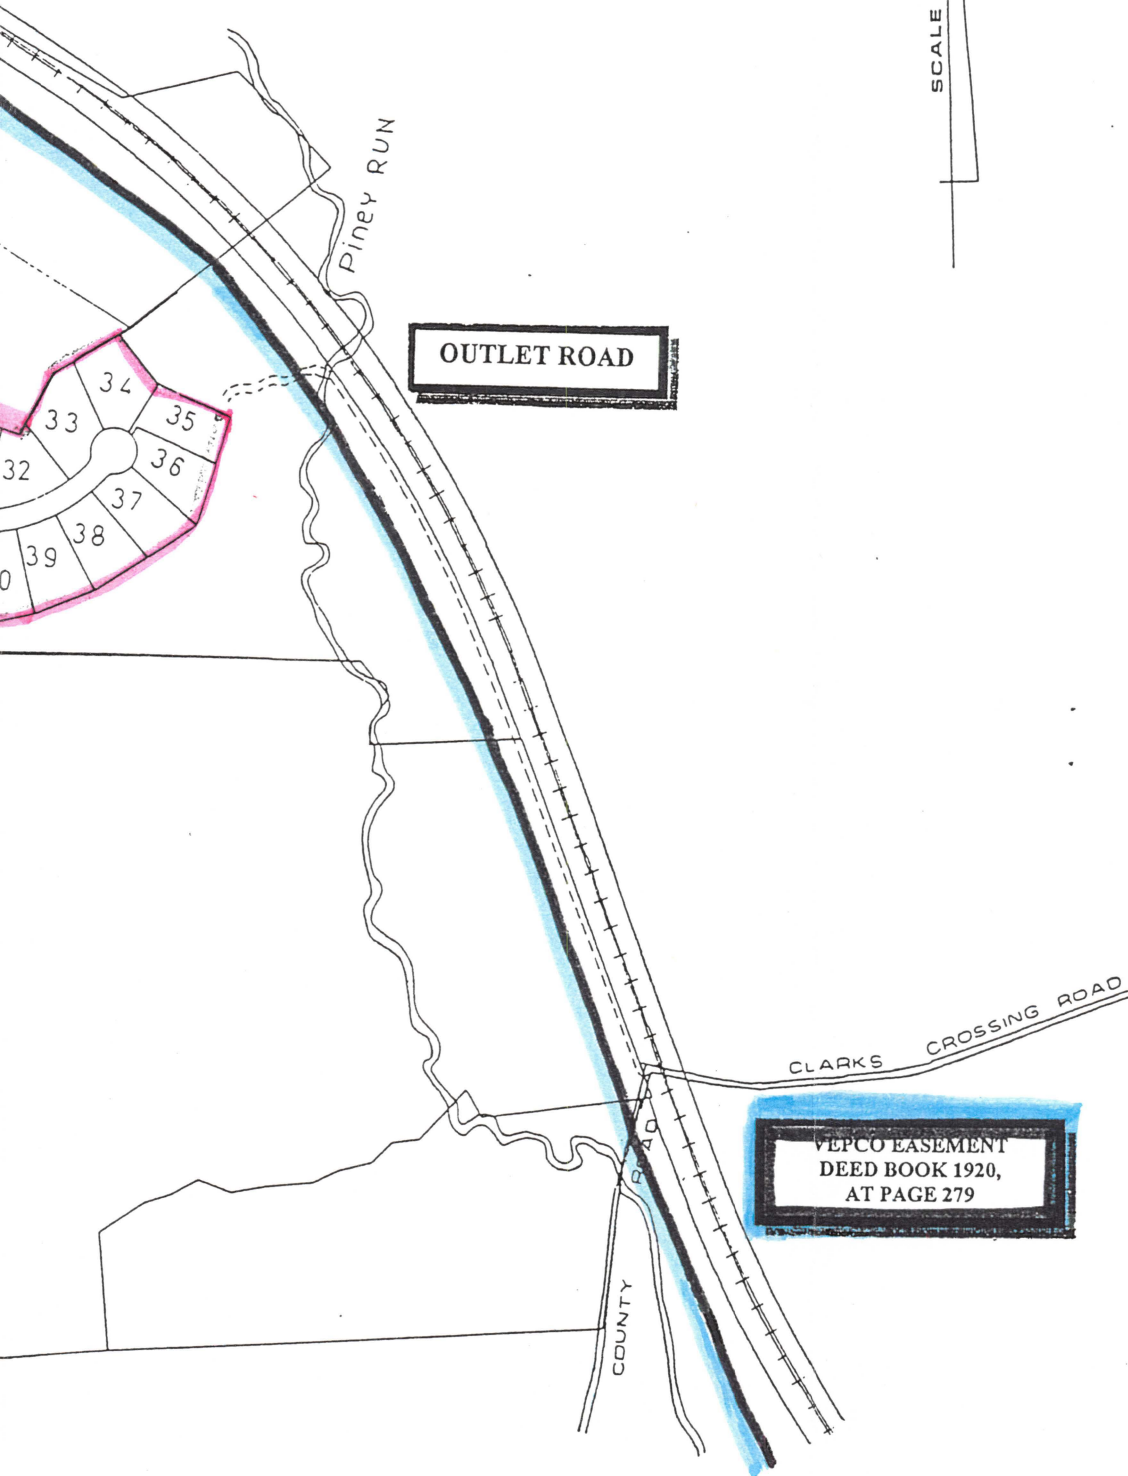 SCALE
PINEY RUN
OUTLET ROAD
34
33
35
32
36
37
38
39
0
CLARKS CROSSING ROAD
VEPCO EASEMENT
DEED BOOK 1920,
AT PAGE 279
ROAD
COUNTY